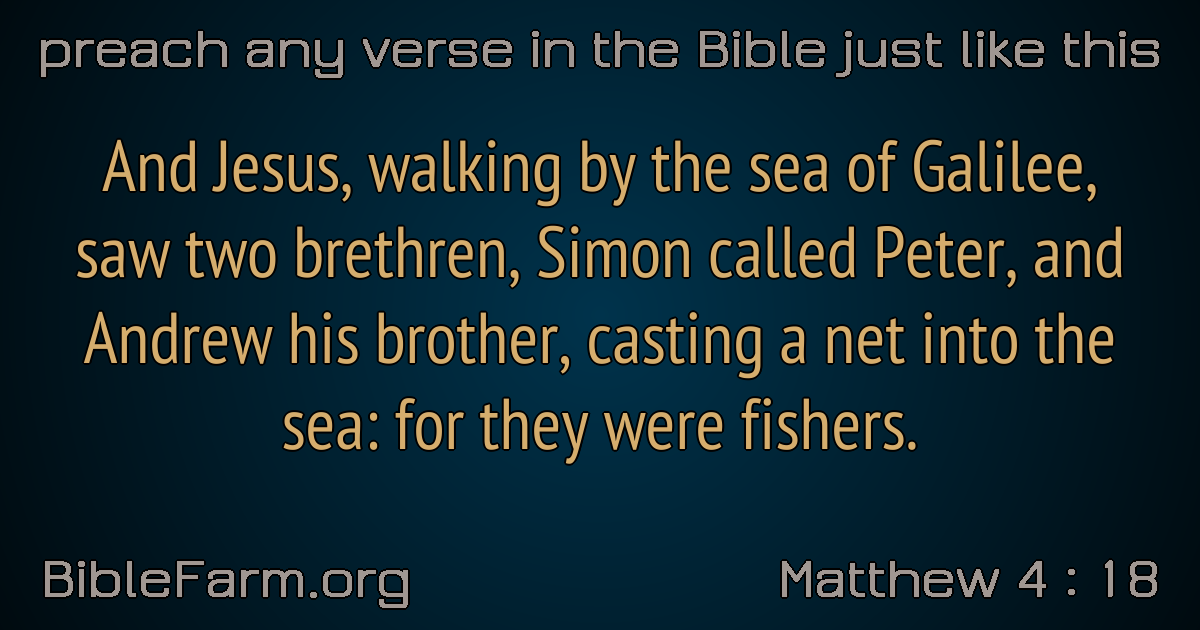 preach any verse in the Bible just like this
And Jesus, walking by the sea of Galilee,
saw two brethren, Simon called Peter, and
Andrew his brother, casting a net into the
sea: for they were fishers.
BibleFarm.org
Matthew 4 : 18